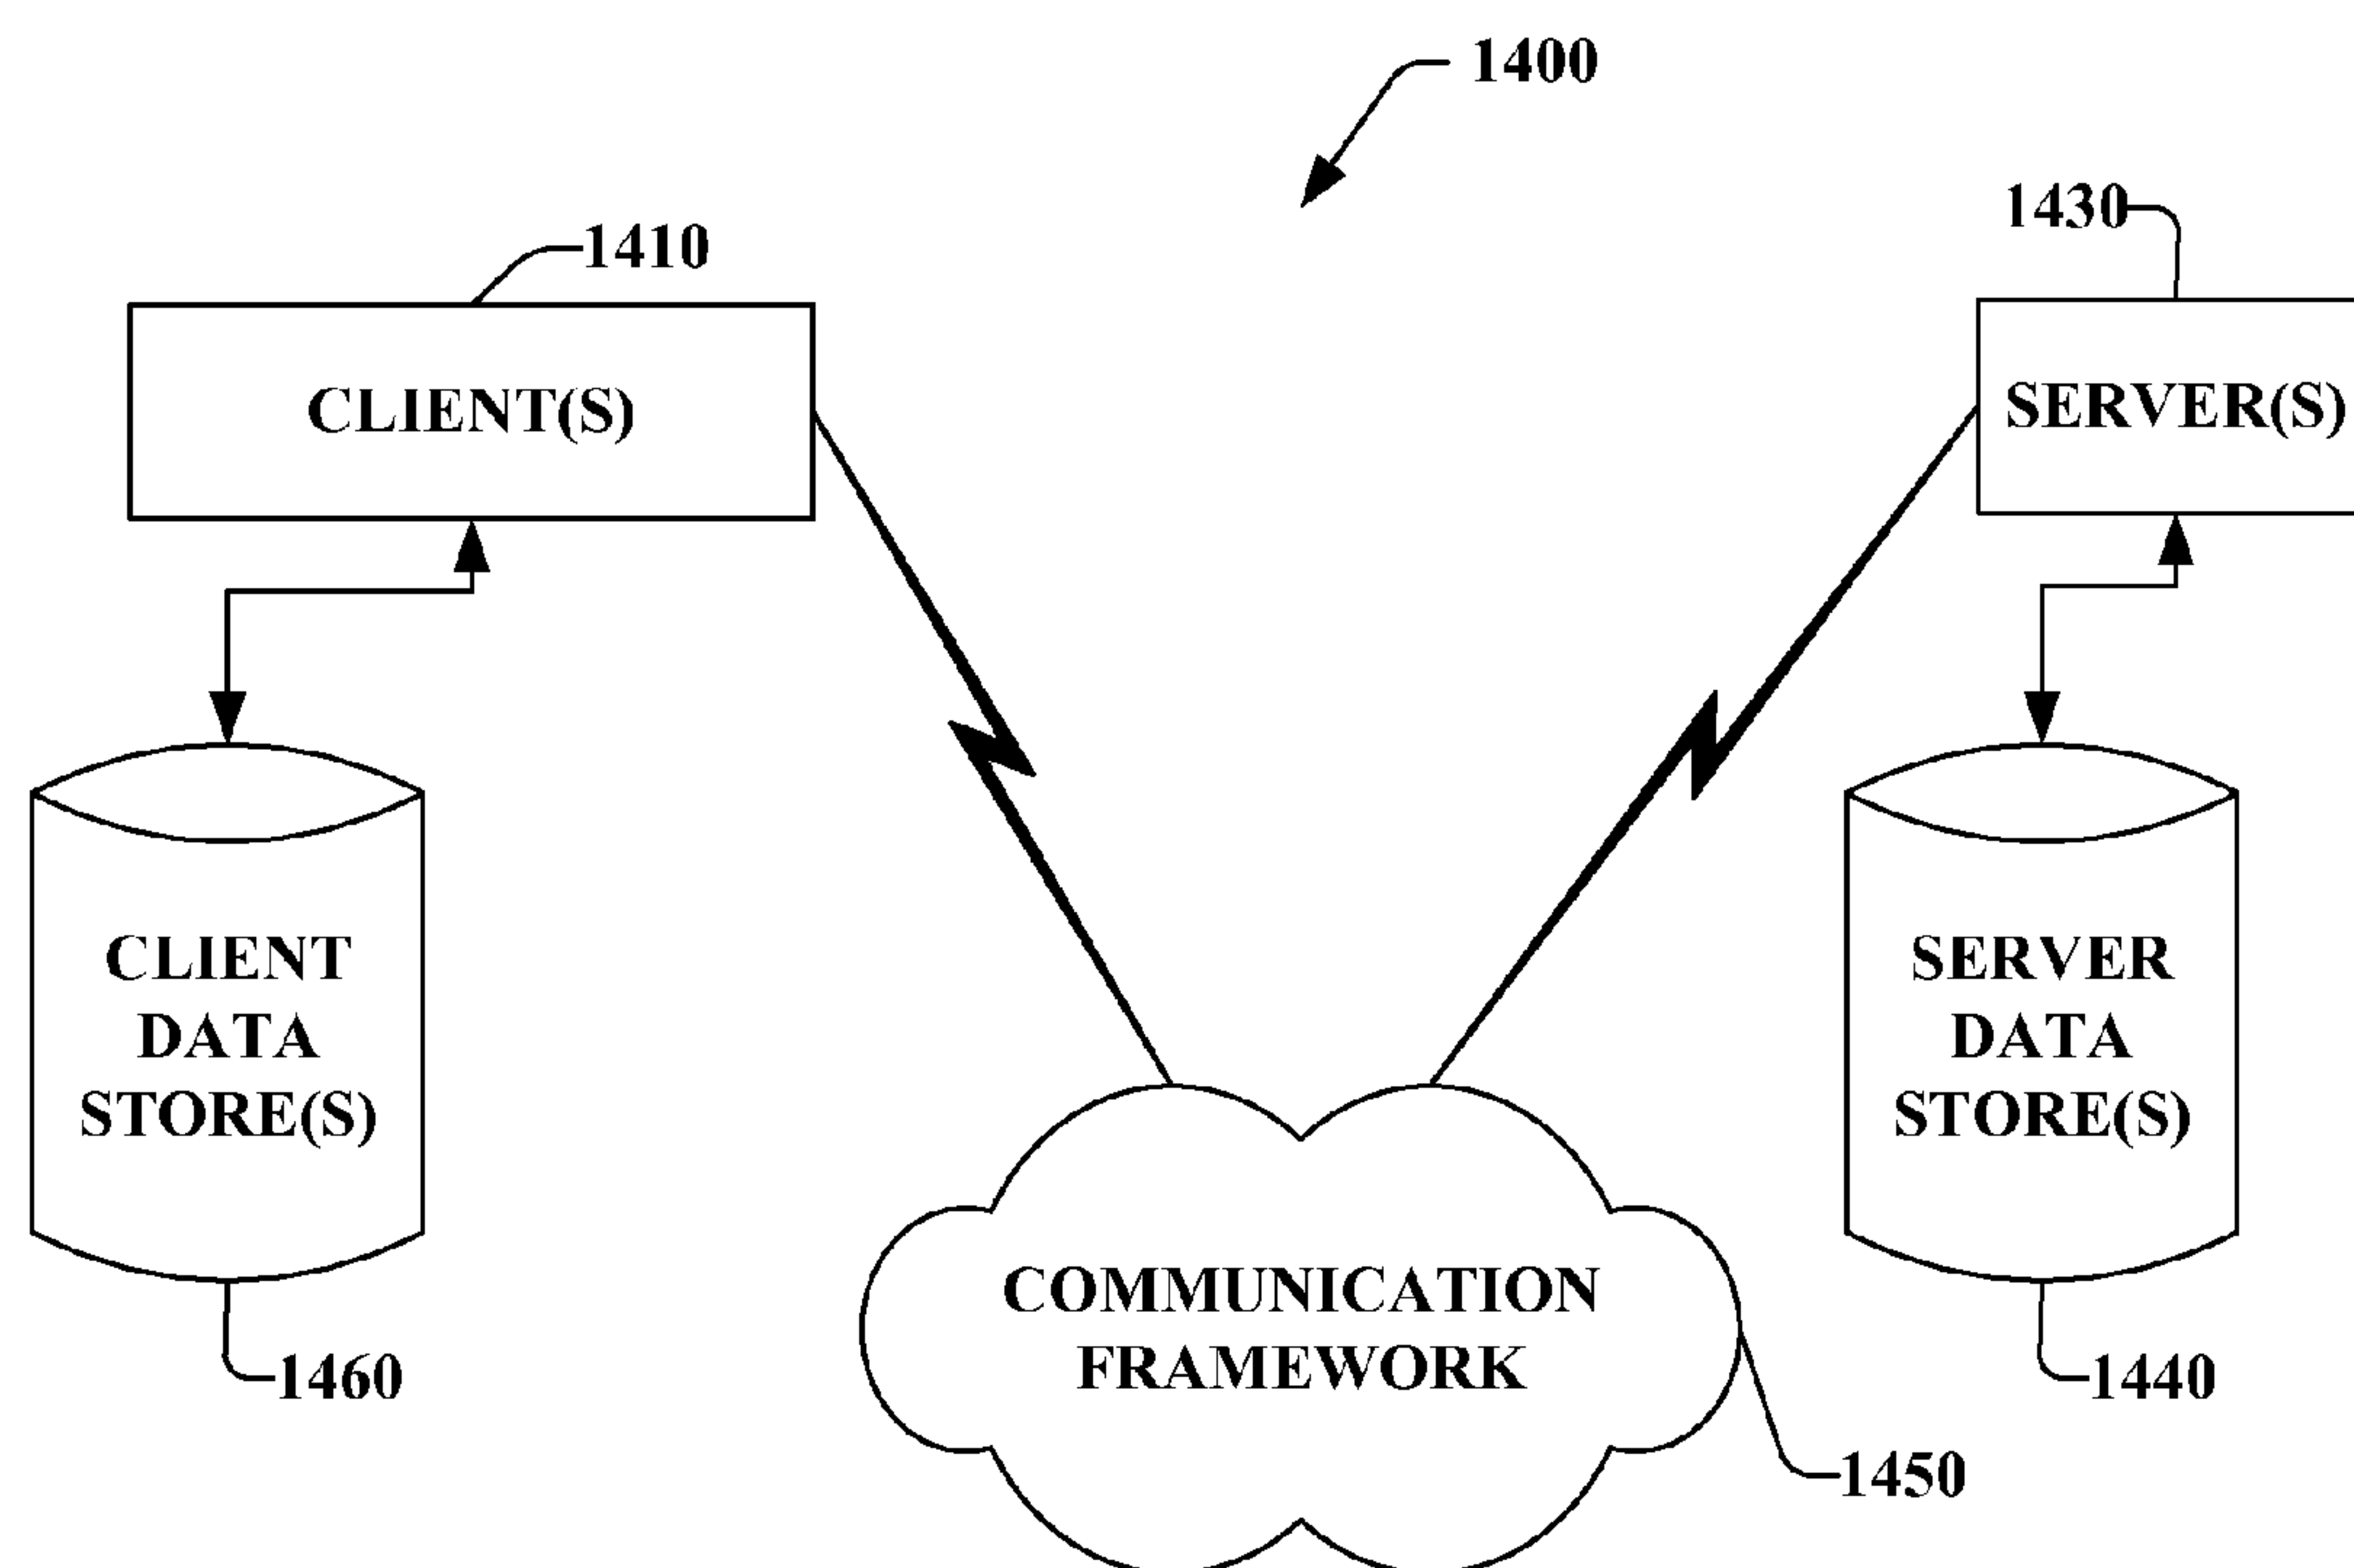 1400
1410
1430
CLIENT(S)
SERVER(S)
CLIENT
DATA
STORE(S)
SERVER
DATA
STORE(S)
COMMUNICATION
FRAMEWORK
1460
1440
1450